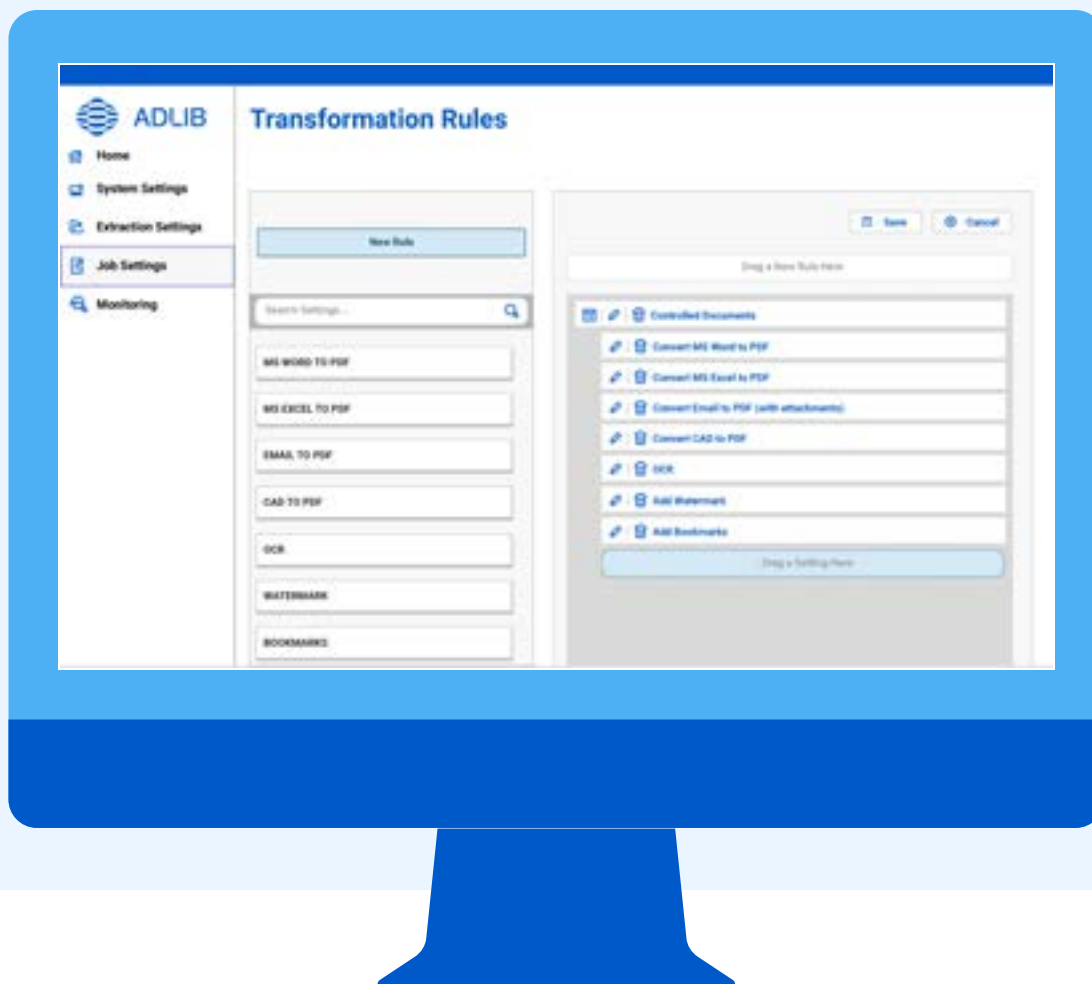 ADLIB
Home
System Settings
Extraction Settings
Job Settings
Monitoring
Transformation Rules
New Rule
Search Settings...
MS WORD TO PDF
MS EXCEL TO PDF
EMAIL TO PDF
CAD TO PDF
OCR
WATERMARK
BOOKMARKS
Save
Cancel
Drag a New Rule Here
Controlled Documents
Convert MS Word to PDF
Convert MS Excel to PDF
Convert Email to PDF (with attachments)
Convert CAD to PDF
OCR
Add Watermark
Add Bookmarks
Drag a Setting Here